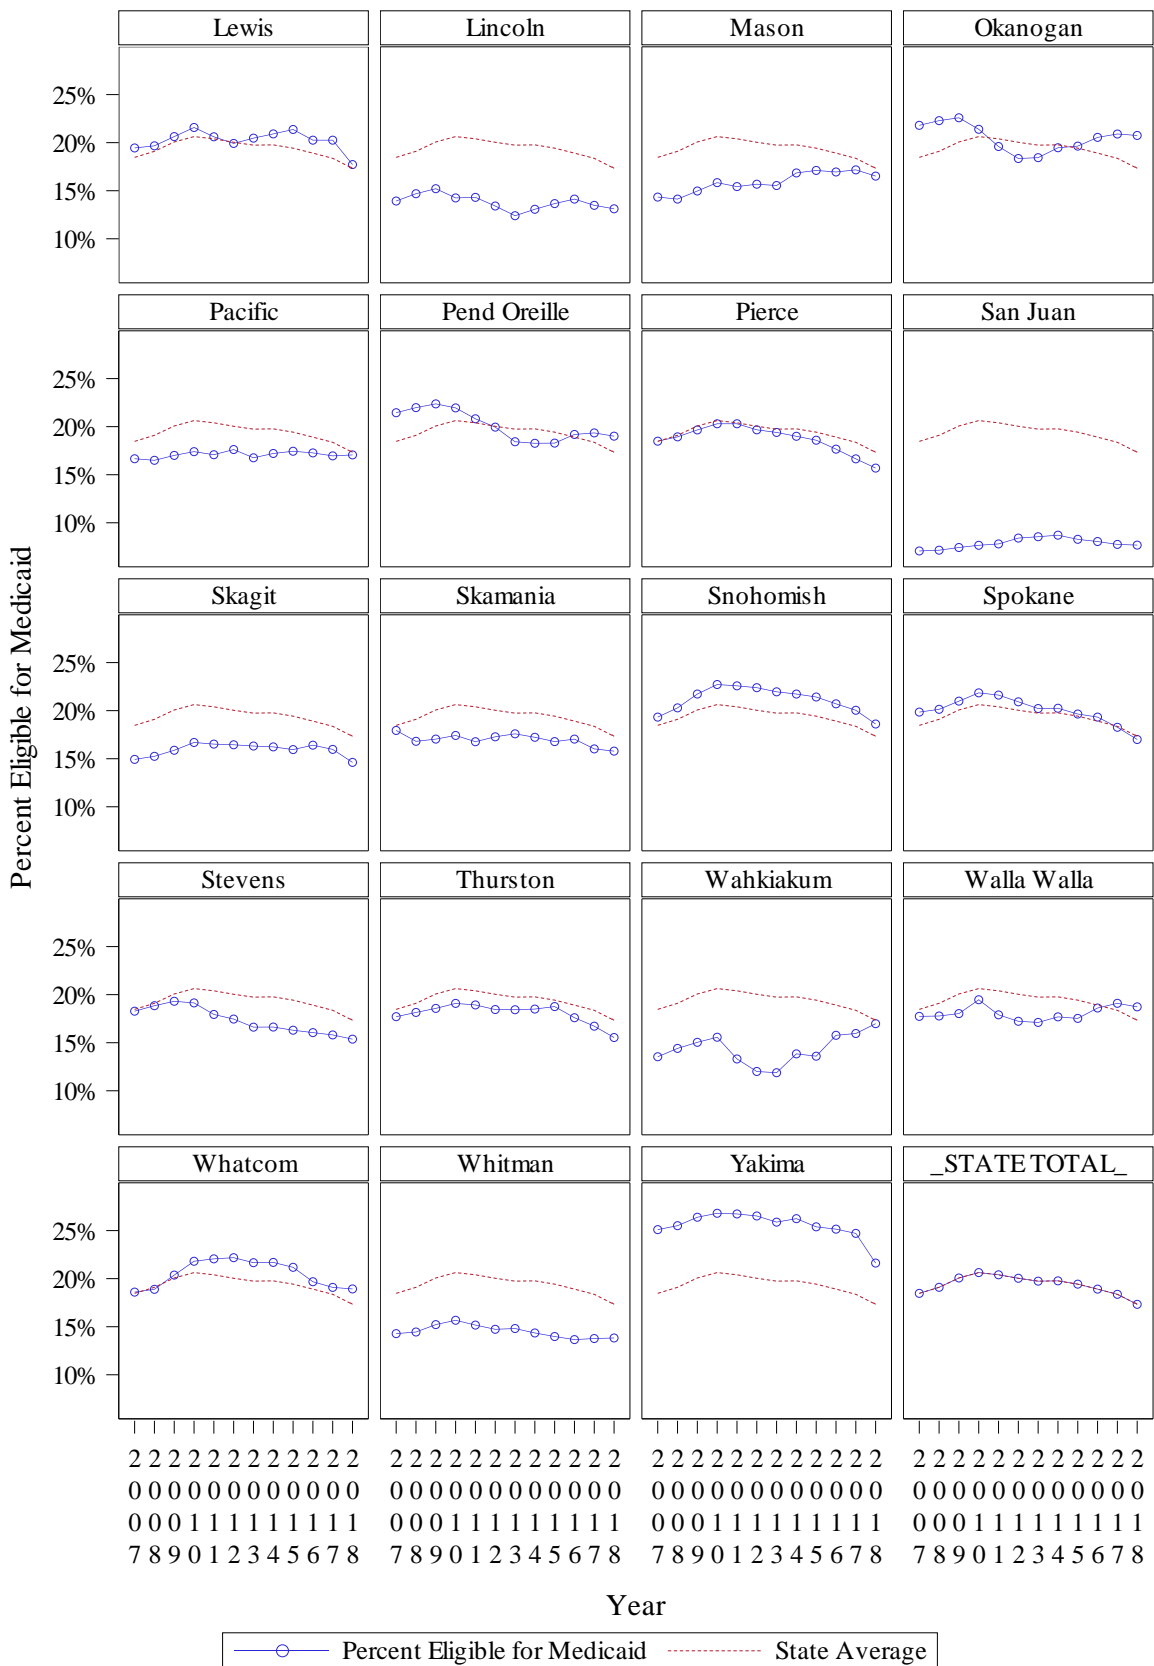 Lewis Lincoln Mason Okanogan
25%
20%
15%
10%
Pacific Pend Oreille Pierce San Juan
25%
20%
15%
10%
Skagit Skamania Snohomish Spokane
25%
20%
15%
10%
Stevens Thurston Wahkiakum Walla Walla
25%
20%
15%
10%
Whatcom Whitman Yakima _STATE TOTAL_
25%
20%
15%
10%
Percent Eligible for Medicaid
2007 2008 2009 2010 2011 2012 2013 2014 2015 2016 2017 2018
2007 2008 2009 2010 2011 2012 2013 2014 2015 2016 2017 2018
2007 2008 2009 2010 2011 2012 2013 2014 2015 2016 2017 2018
2007 2008 2009 2010 2011 2012 2013 2014 2015 2016 2017 2018
Year
Percent Eligible for Medicaid State Average